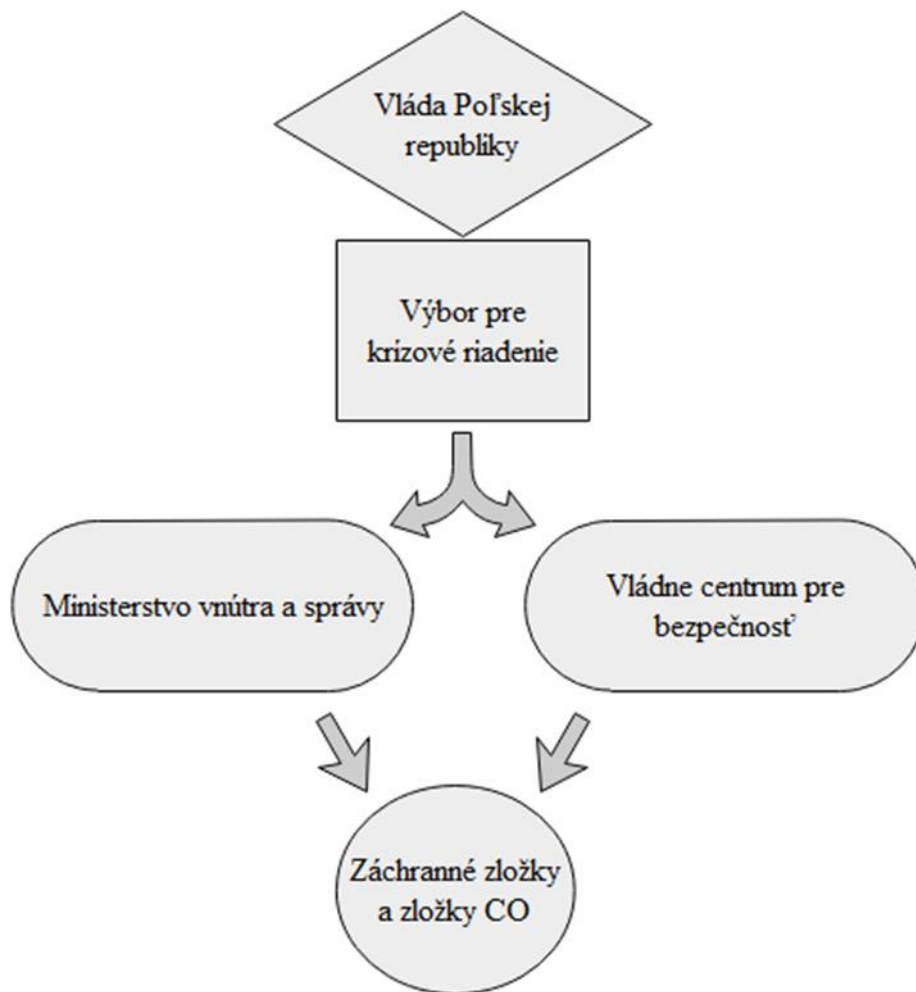 Vláda Poľskej
republiky
Výbor pre
krízové riadenie
Ministerstvo vnútra a správy
Vládne centrum pre
bezpečnosť
Záchranné zložky
a zložky CO